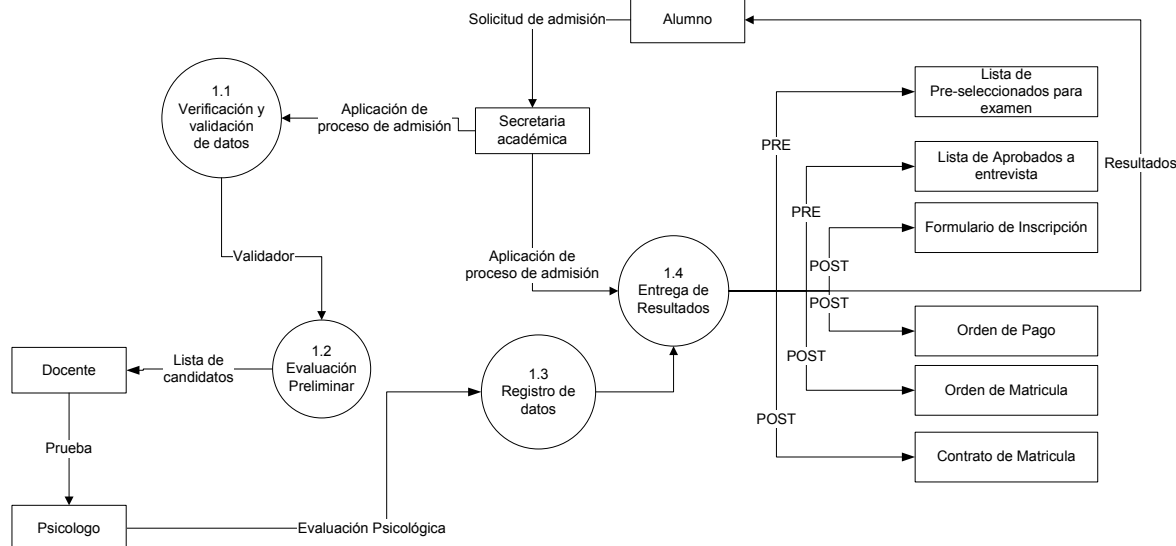 Solicitud de admisión
Alumno
1.1
Verificación y
validación
de datos
Aplicación de
proceso de admisión
Secretaria
académica
Lista de
Pre-seleccionados para
examen
PRE
Lista de Aprobados a
entrevista
Resultados
PRE
Formulario de Inscripción
Validador
Aplicación de
proceso de admisión
1.4
Entrega de
Resultados
POST
POST
Orden de Pago
1.2
Evaluación
Preliminar
Lista de
candidatos
Docente
1.3
Registro de
datos
POST
Orden de Matricula
POST
Contrato de Matricula
Prueba
Psicologo
Evaluación Psicológica